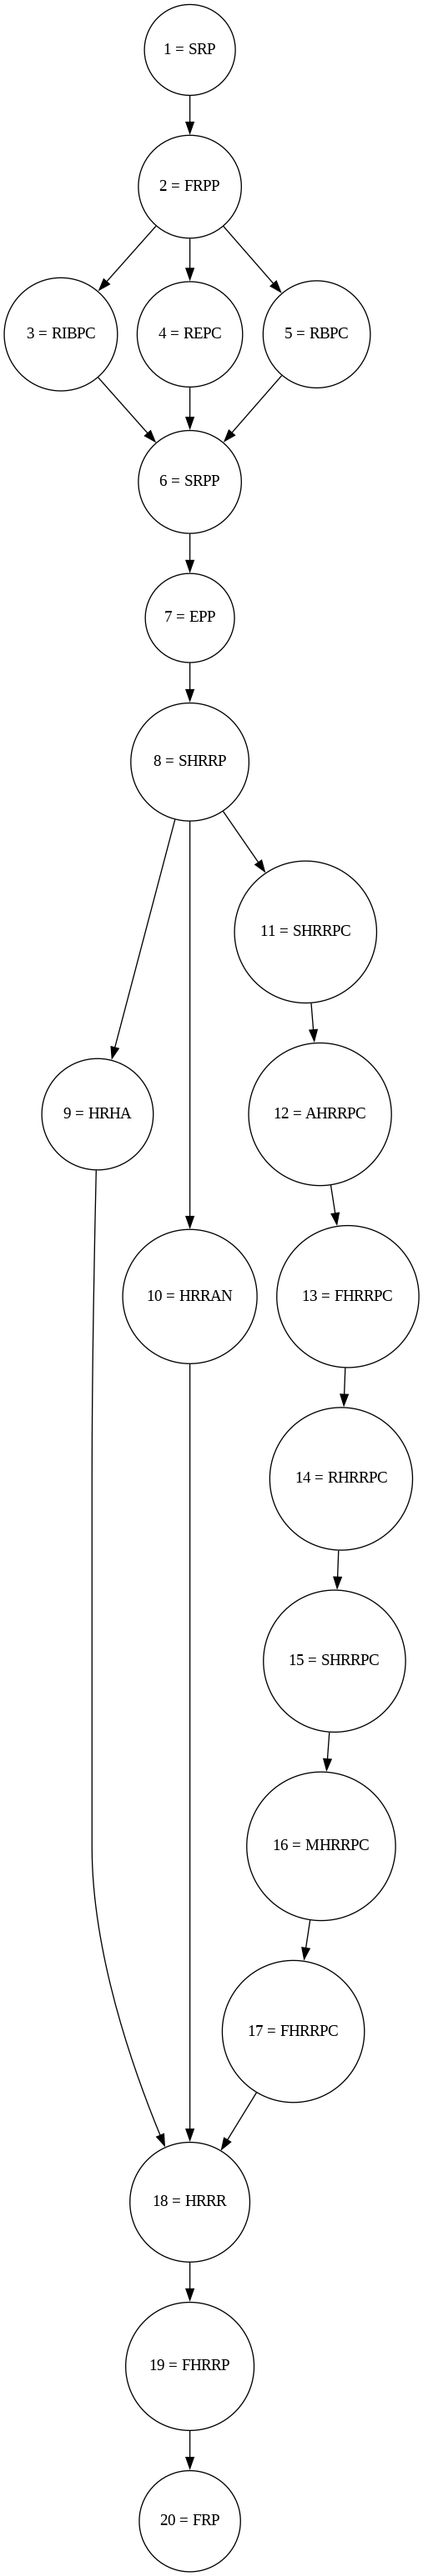 1 = SRP
2 = FRPP
3 = RIBPC
4 = REPC
5 = RBPC
6 = SRPP
7 = EPP
8 = SHRRP
11 = SHRRPC
9 = HRHA
12 = AHRRPC
10 = HRRAN
13 = FHRRPC
14 = RHRRPC
15 = SHRRPC
16 = MHRRPC
17 = FHRRPC
18 = HRRR
19 = FHRRP
20 = FRP